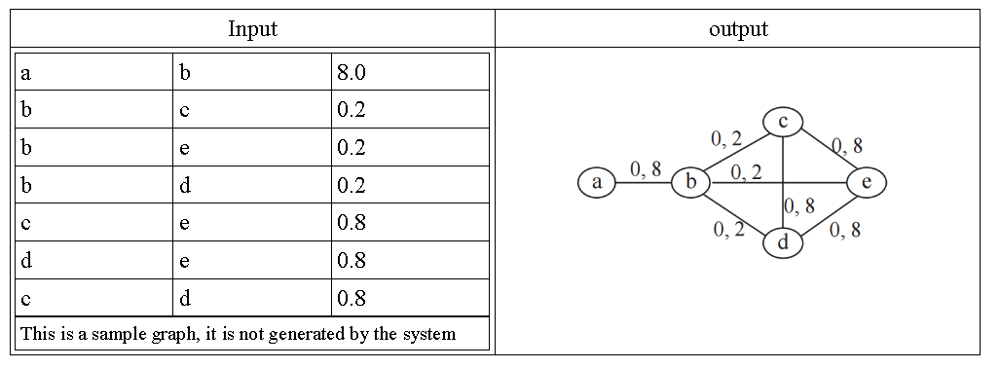 Input output
a b 8.0
b c 0.2
b e 0.2
b d 0.2
c e 0.8
d e 0.8
c d 0.8
This is a sample graph, it is not generated by the system
c
0, 2 0, 8
a 0, 8 b 0, 2 e
0, 8
0, 2 0, 8
d